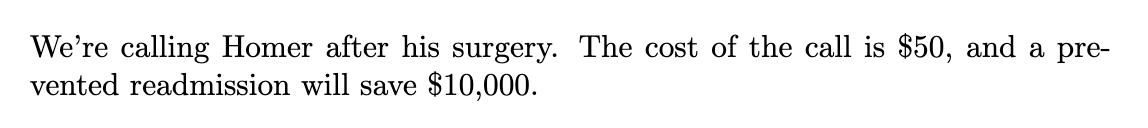 We're calling Homer after his surgery. The cost of the call is $50, and a pre-
vented readmission will save $10,000.